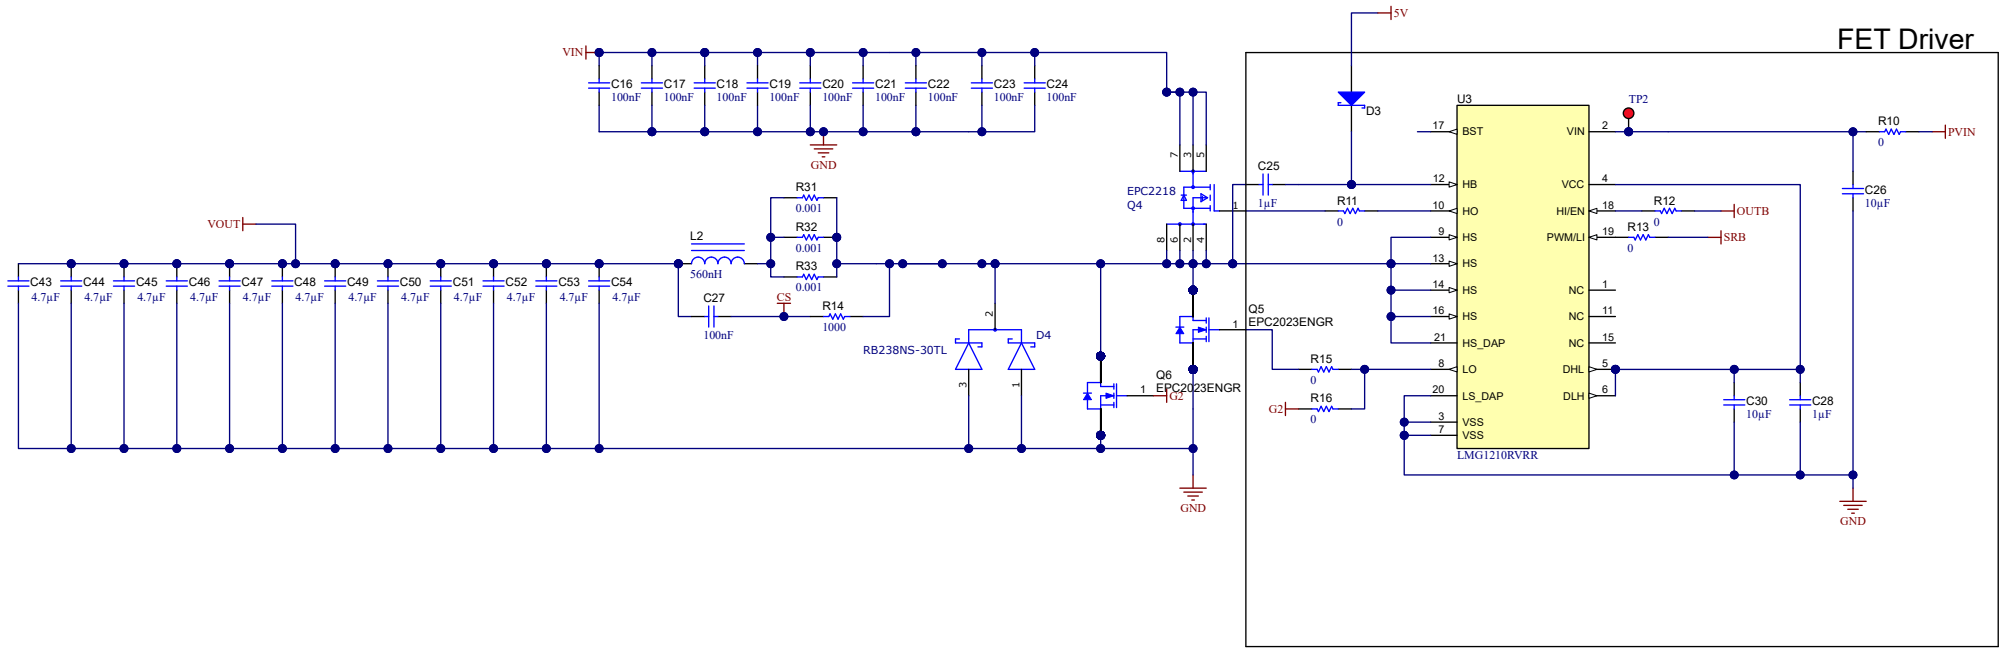 5V
FET Driver
VIN
C16 C17 C18 C19 C20 C21 C22 C23 C24
100nF 100nF 100nF 100nF 100nF 100nF 100nF 100nF 100nF
GND
D3
U3
TP2
17 BST VIN 2
R10
0
PVIN
7 3 5
EPC2218
Q4
1
C25
1µF
12 HB VCC 4
C26
10µF
R11
0
10 HO HI/EN 18
R12
0
OUTB
9 HS PWM/LI 19
R13
0
SRB
8 6 2 4
13 HS
14 HS NC 1
16 HS NC 11
21 HS_DAP NC 15
8 LO DHL 5
20 LS_DAP DLH 6
3 VSS
7 VSS
LMG1210RVRR
C30
10µF
C28
1µF
GND
R31
0.001
R32
0.001
R33
0.001
VOUT
L2
560nH
C43 C44 C45 C46 C47 C48 C49 C50 C51 C52 C53 C54
4.7µF 4.7µF 4.7µF 4.7µF 4.7µF 4.7µF 4.7µF 4.7µF 4.7µF 4.7µF 4.7µF 4.7µF
C27
100nF
CS
R14
1000
2
RB238NS-30TL
D4
3 1
Q5
EPC2023ENGR
1
Q6
EPC2023ENGR
1
G2
R15
0
G2
R16
0
GND